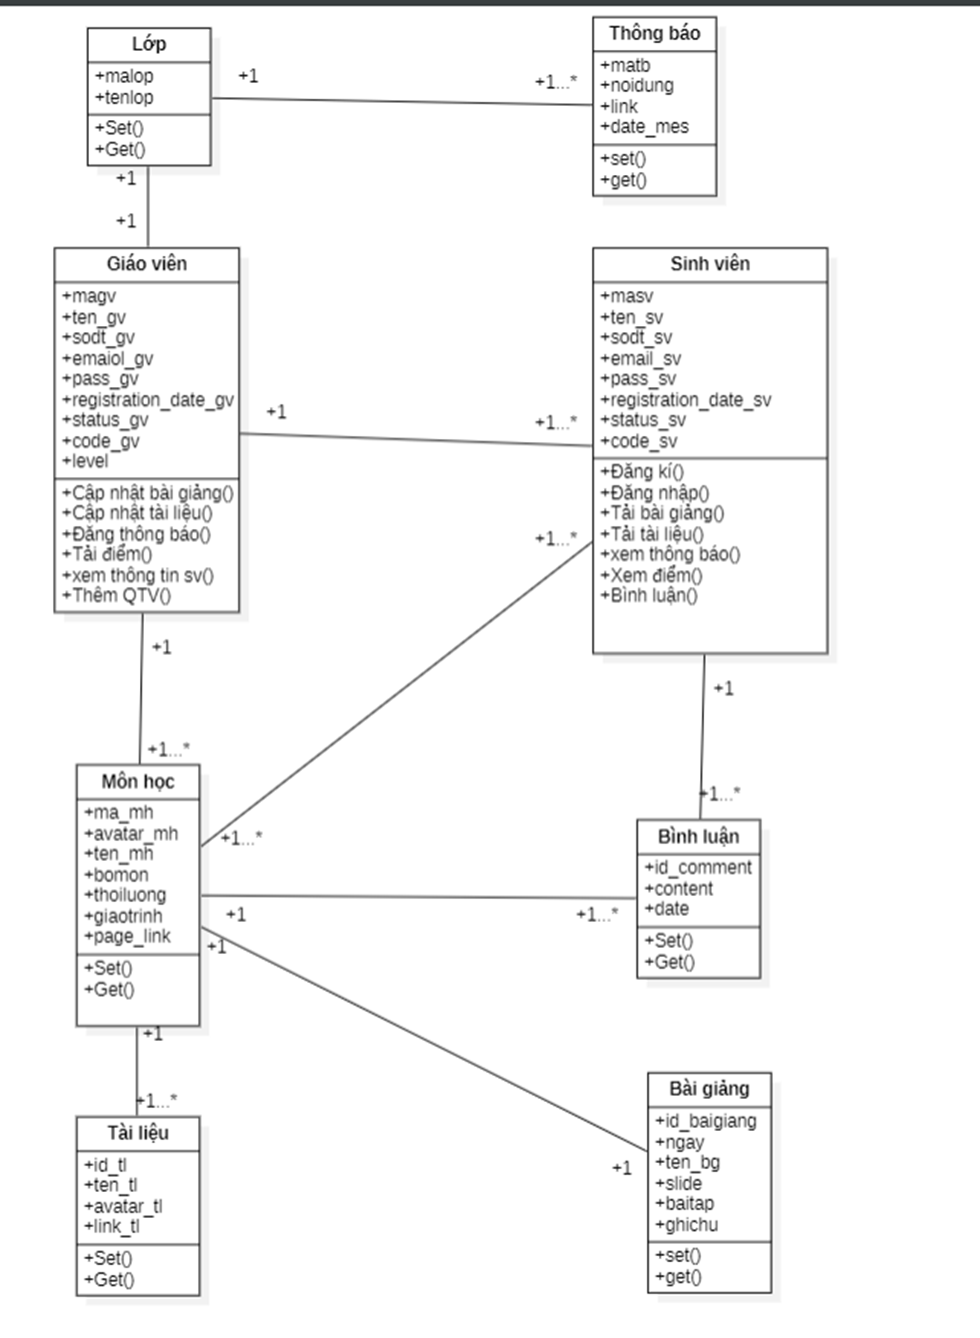 Lớp
+malop
+tenlop
+Set()
+Get()
+1
+1...*
Thông báo
+matb
+noidung
+link
+date_mes
+set()
+get()
+1
+1
Giáo viên
+magv
+ten_gv
+sodt_gv
+emaiol_gv
+pass_gv
+registration_date_gv
+status_gv
+code_gv
+level
+Cập nhật bài giảng()
+Cập nhật tài liệu()
+Đăng thông báo()
+Tải điểm()
+xem thông tin sv()
+Thêm QTV()
+1
+1...*
Sinh viên
+masv
+ten_sv
+sodt_sv
+email_sv
+pass_sv
+registration_date_sv
+status_sv
+code_sv
+Đăng kí()
+Đăng nhập()
+Tải bài giảng()
+Tải tài liệu()
+xem thông báo()
+Xem điểm()
+Bình luận()
+1...*
+1
+1...*
+1
+1...*
Môn học
+ma_mh
+avatar_mh
+ten_mh
+bomon
+thoiluong
+giaotrinh
+page_link
+Set()
+Get()
+1...*
+1
+1...*
+1
Bình luận
+id_comment
+content
+date
+Set()
+Get()
+1
+1...*
Tài liệu
+id_tl
+ten_tl
+avatar_tl
+link_tl
+Set()
+Get()
+1
Bài giảng
+id_baigiang
+ngay
+ten_bg
+slide
+baitap
+ghichu
+set()
+get()